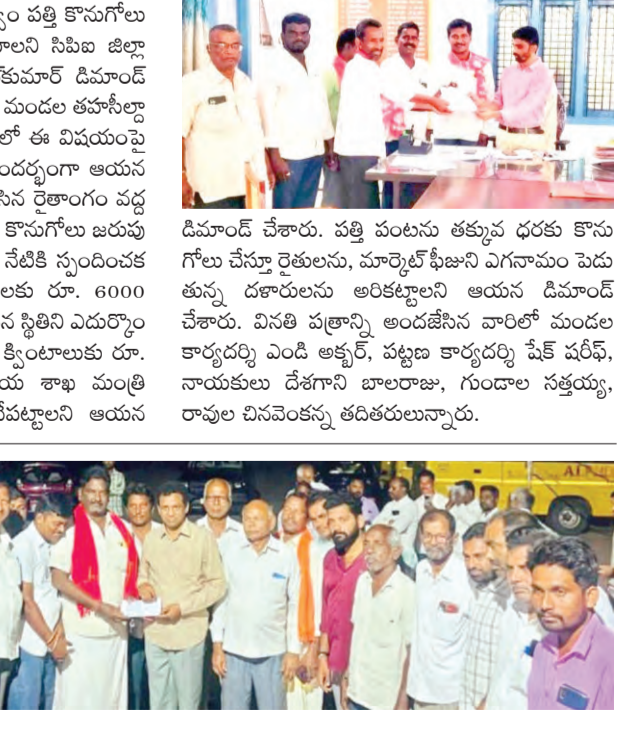 ్వం పత్తి కొనుగోలు
ాలని సిపిఐ జిల్లా
్‌కుమార్ డిమాండ్
మండల తహసీల్దా
లో ఈ విషయంపై
ందర్భంగా ఆయన
సిన రైతాంగం వద్ద
కొనుగోలు జరుపు
నేటికి స్పందించక
లకు రూ. 6000
న స్థితిని ఎదుర్కొం
క్వింటాలుకు రూ.
య శాఖ మంత్రి
ేపట్టాలని ఆయన
డిమాండ్ చేశారు. పత్తి పంటను తక్కువ ధరకు కొను
గోలు చేస్తూ రైతులను, మార్కెట్‌ ఫీజుని ఎగనామం పెడు
తున్న దళారులను అరికట్టాలని ఆయన డిమాండ్
చేశారు. వినతి పత్రాన్ని అందజేసిన వారిలో మండల
కార్యదర్శి ఎండి అక్బర్, పట్టణ కార్యదర్శి షేక్ షరీఫ్,
నాయకులు దేశగాని బాలరాజు, గుండాల సత్తయ్య,
రావుల చినవెంకన్న తదితరులున్నారు.